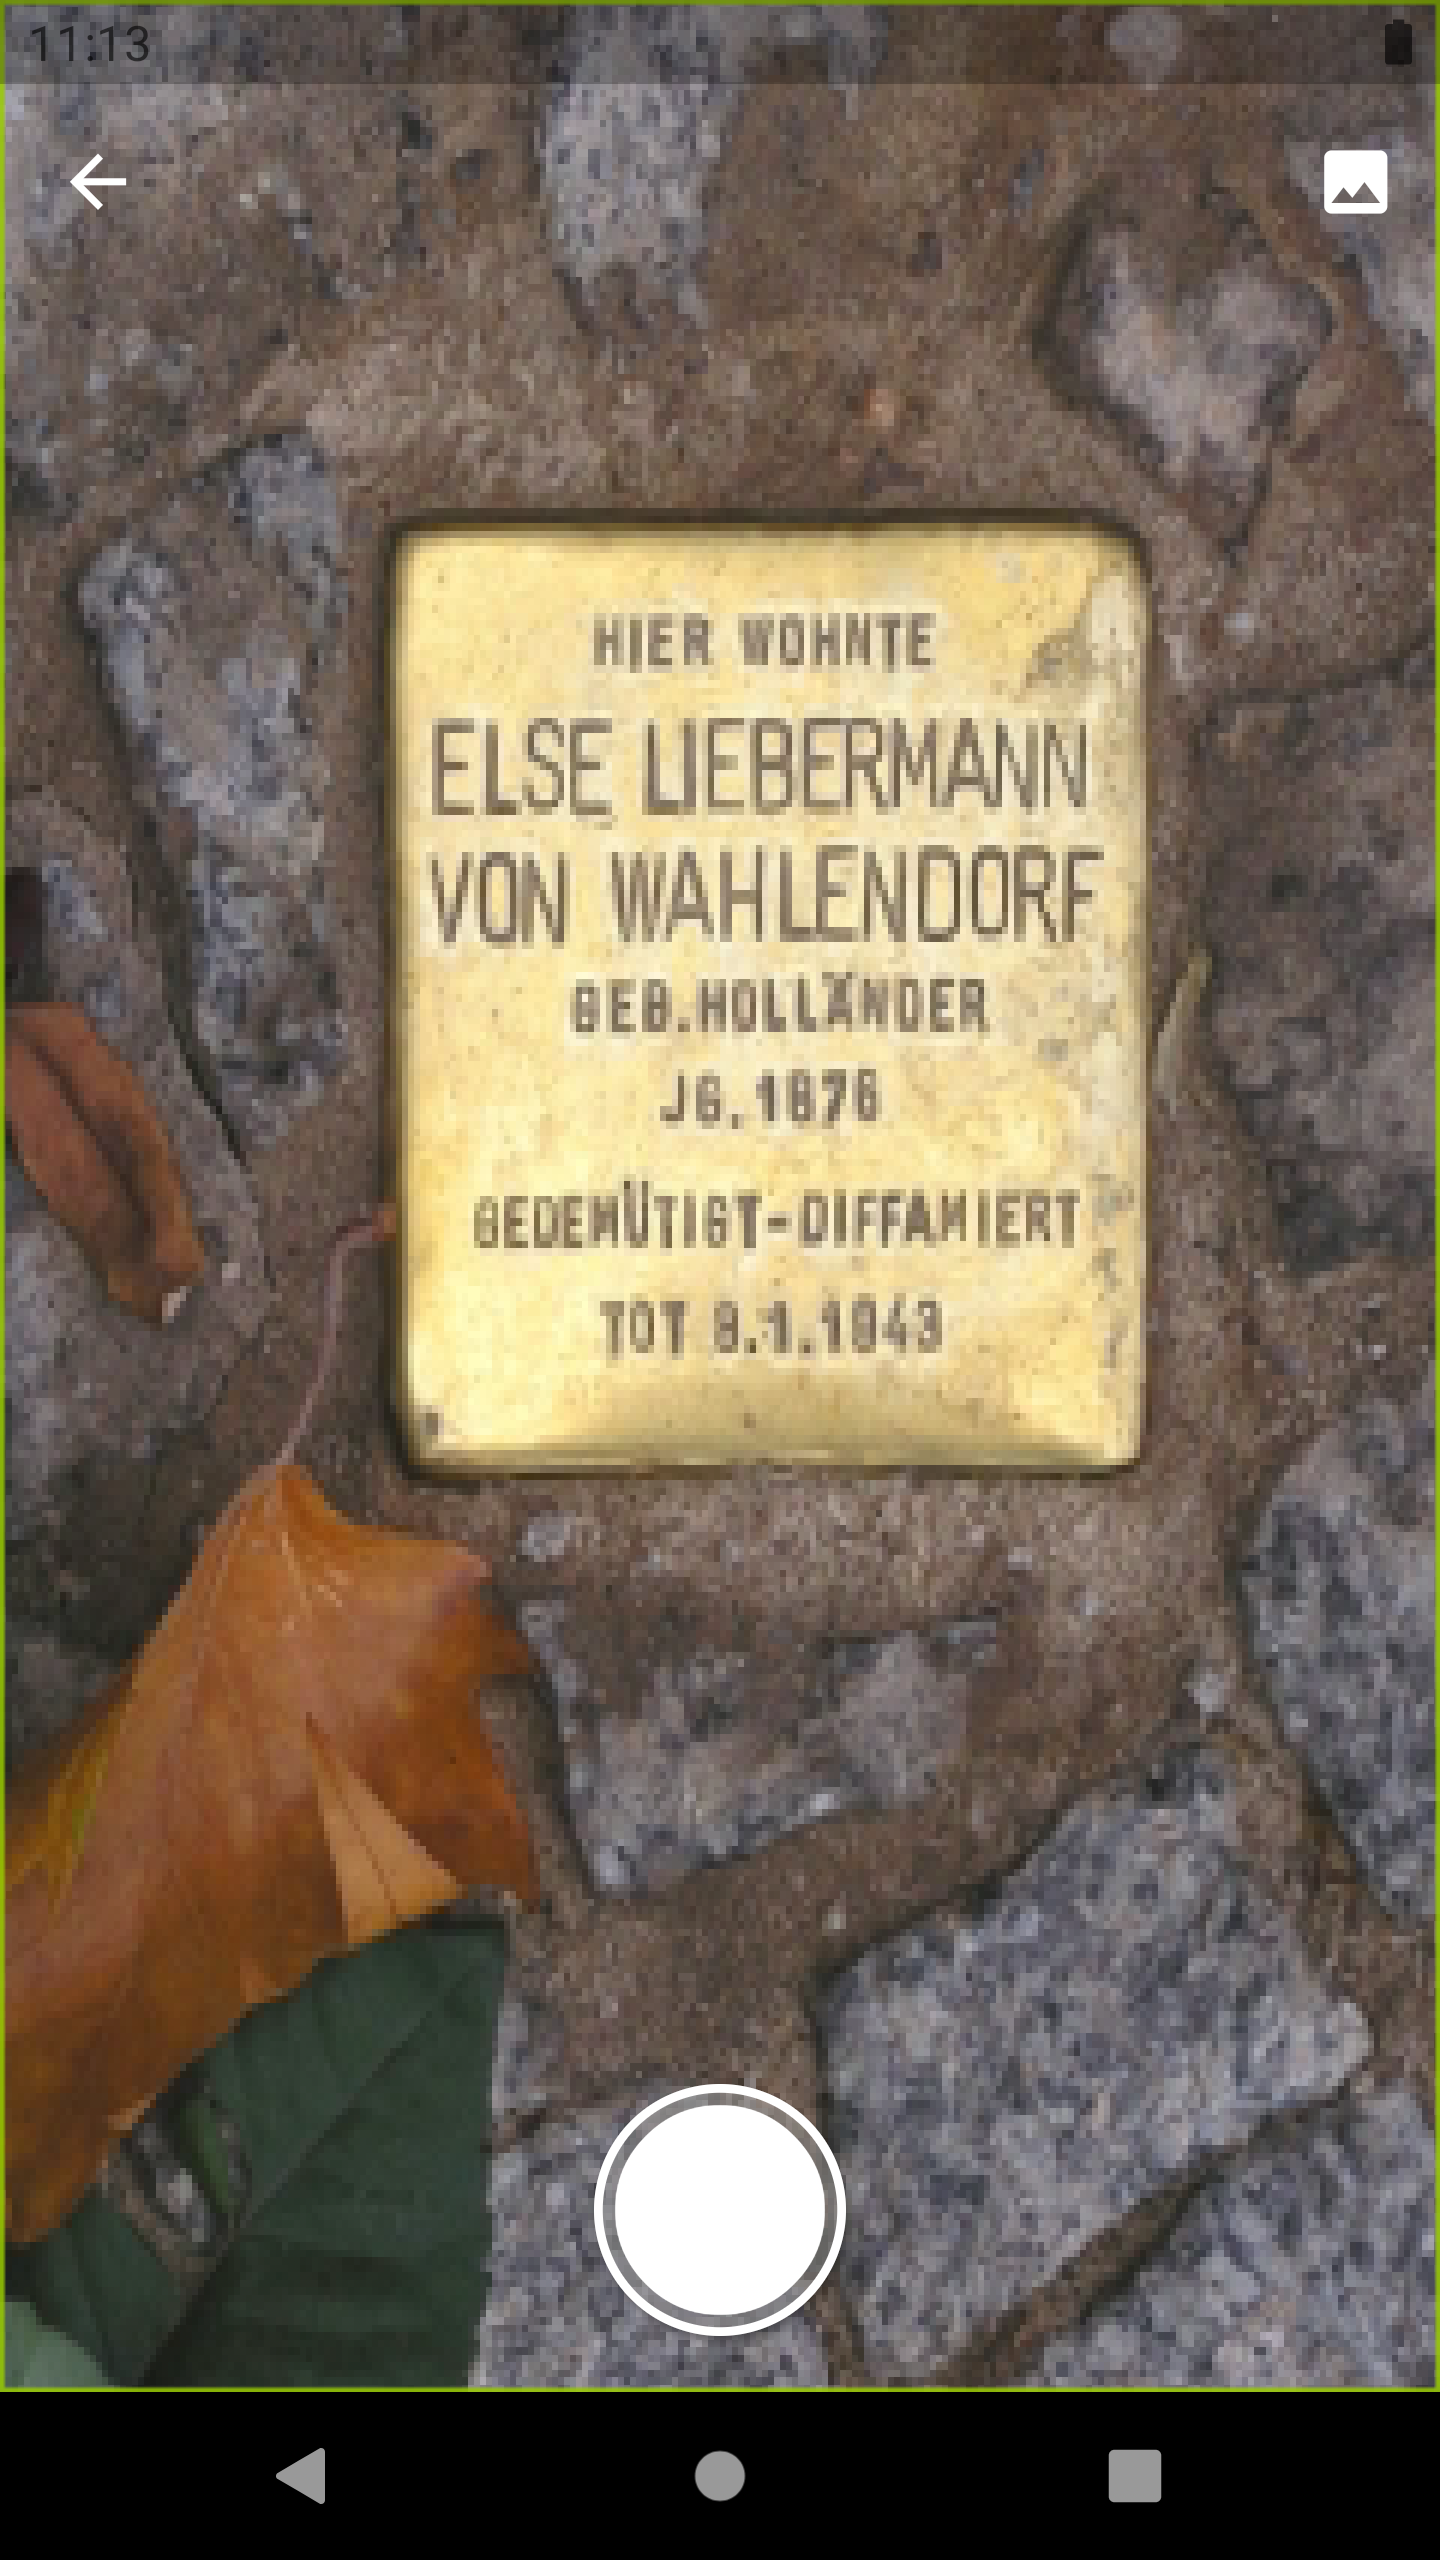 11:13
HIER WOHNTE
ELSE LIEBERMANN
VON WAHLENDORF
GEB. HOLLÄNDER
JG. 1876
GEDEMÜTIGT-DIFFAMIERT
TOT 8.1.1943